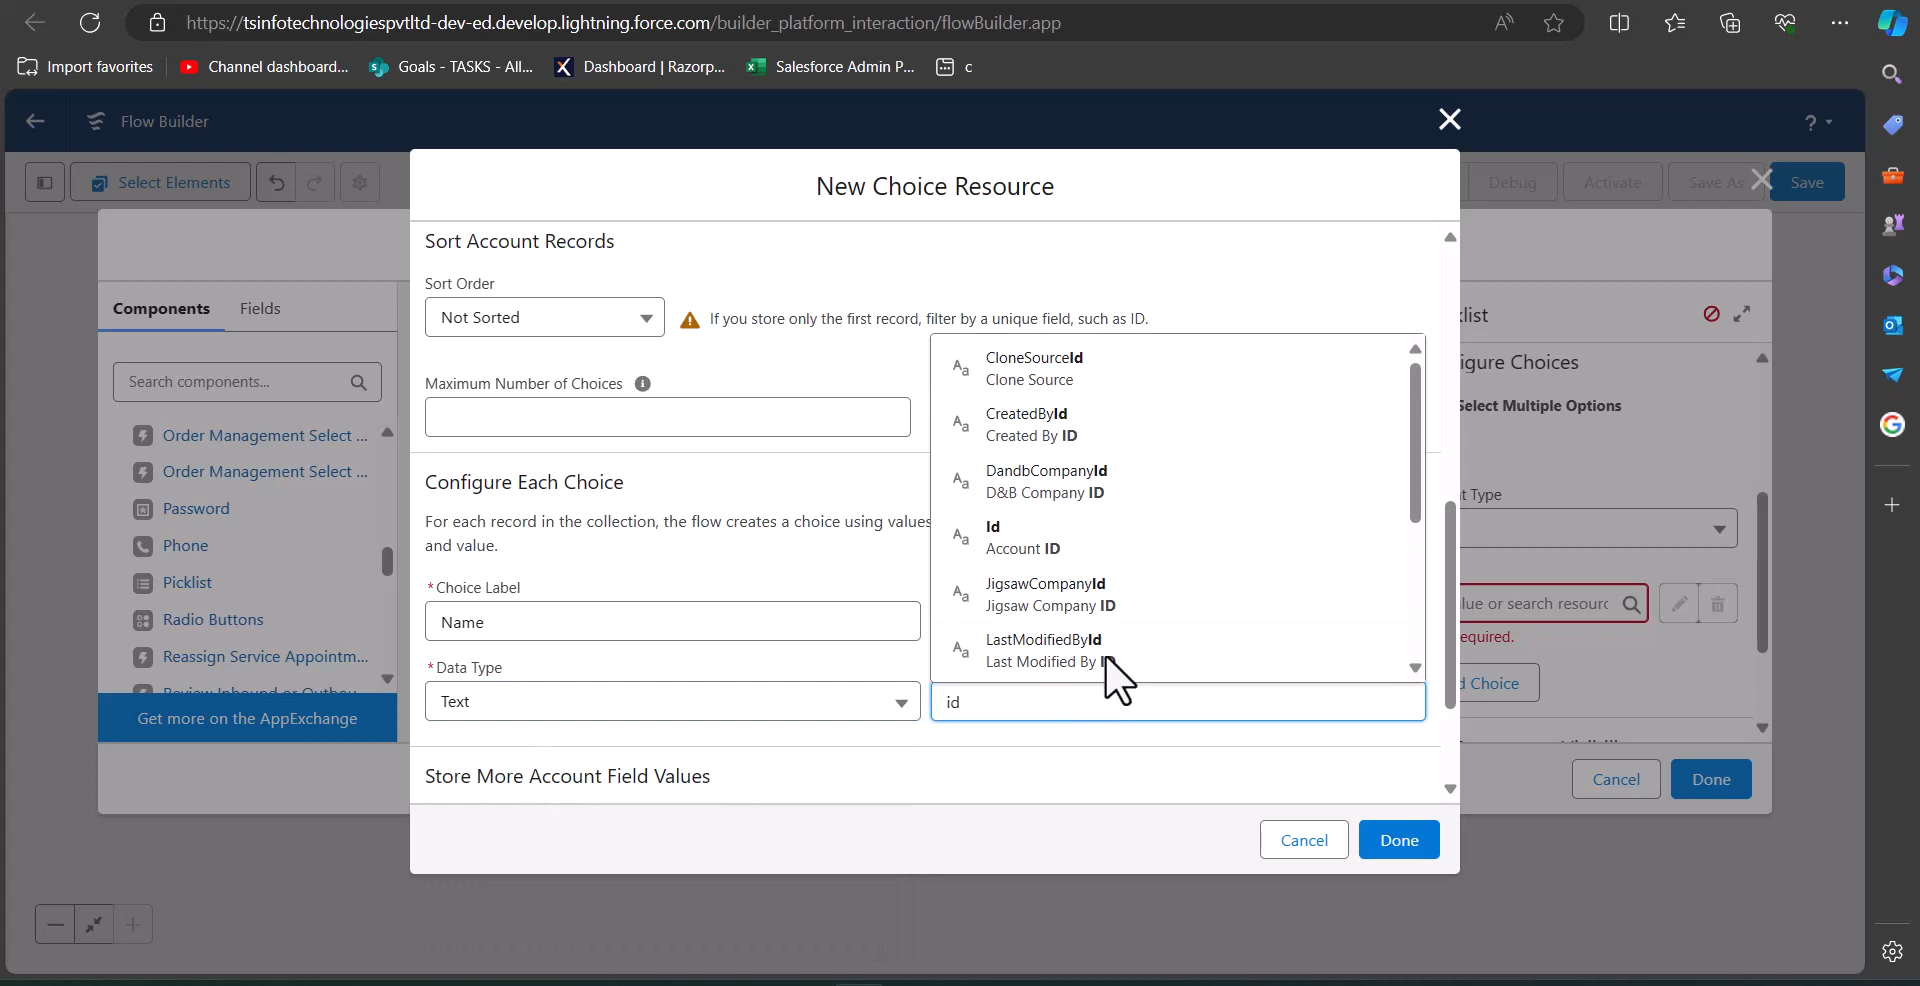 https://tsinfotechnologiespvtltd-dev-ed.develop.lightning.force.com/builder_platform_interaction/flowBuilder.app
Import favorites
Channel dashboard...
Goals - TASKS - All...
Dashboard | Razorp...
Salesforce Admin P...
c
Flow Builder
?
Select Elements
Debug
Activate
Save As
Save
New Choice Resource
Components
Fields
Search components...
Order Management Select ...
Order Management Select ...
Password
Phone
Picklist
Radio Buttons
Reassign Service Appointm...
Get more on the AppExchange
Sort Account Records
Sort Order
Not Sorted
If you store only the first record, filter by a unique field, such as ID.
Maximum Number of Choices
Configure Each Choice
For each record in the collection, the flow creates a choice using values
and value.
*Choice Label
Name
*Data Type
Text
CloneSourceId
Clone Source
CreatedById
Created By ID
DandbCompanyId
D&B Company ID
Id
Account ID
JigsawCompanyId
Jigsaw Company ID
LastModifiedById
Last Modified By ID
id
Store More Account Field Values
Cancel
Done
klist
igure Choices
Select Multiple Options
t Type
lue or search resourc
equired.
d Choice
Cancel
Done